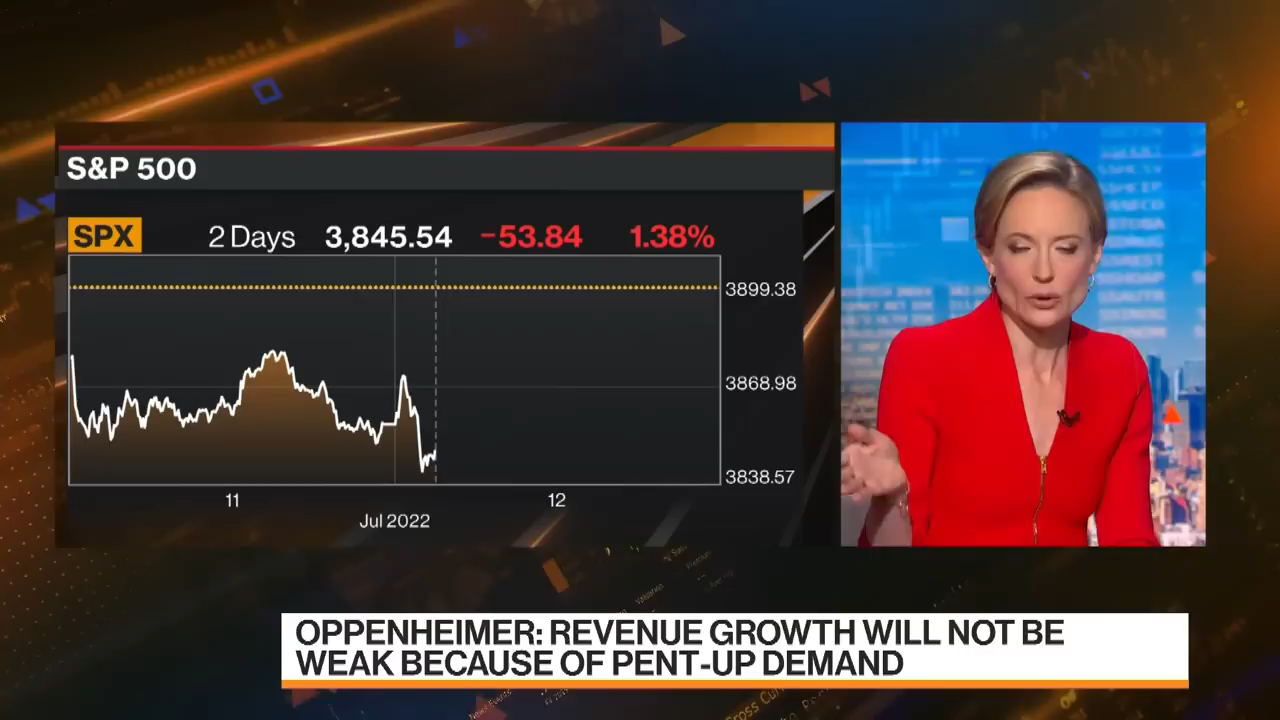 S&P 500
SPX 2 Days 3,845.54 −53.84 1.38%
3899.38
3868.98
3838.57
11 12
Jul 2022
OPPENHEIMER: REVENUE GROWTH WILL NOT BE
WEAK BECAUSE OF PENT-UP DEMAND